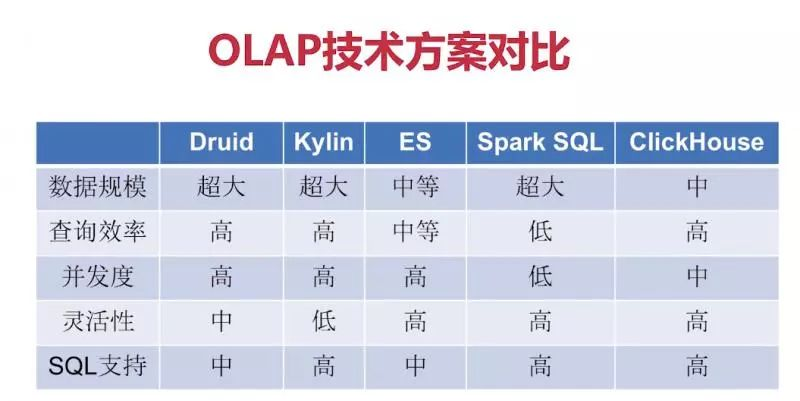 OLAP技术方案对比
Druid Kylin ES Spark SQL ClickHouse
数据规模 超大 超大 中等 超大 中
查询效率 高 高 中等 低 高
并发度 高 高 高 低 中
灵活性 中 低 高 高 高
SQL支持 中 高 中 高 高